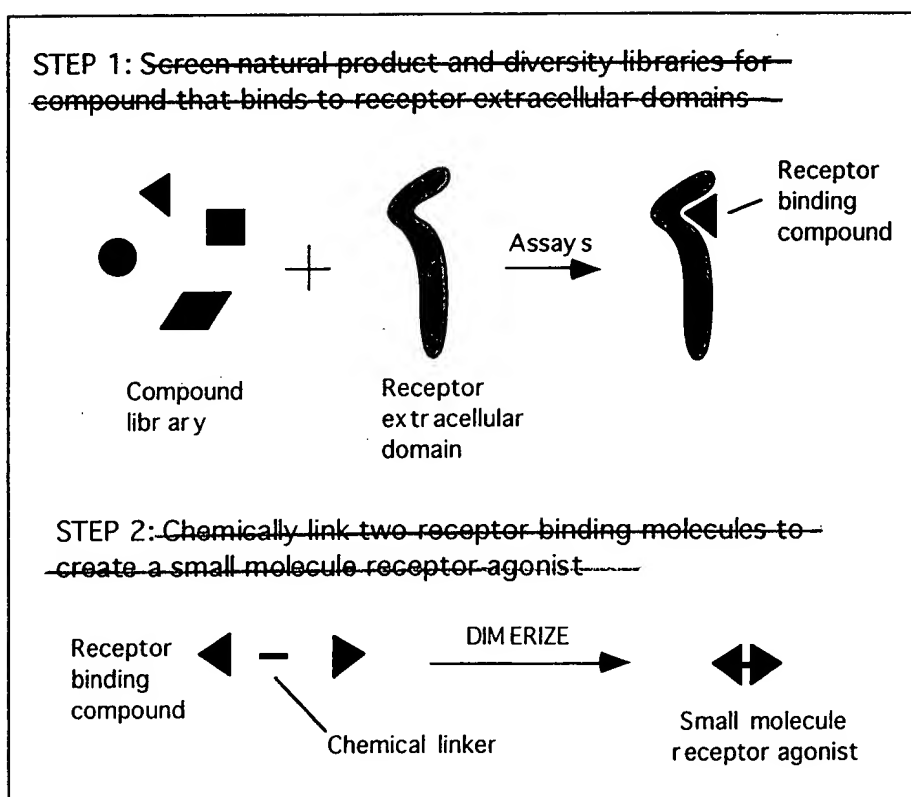 STEP 1: Screen natural product and diversity libraries for
compound that binds to receptor extracellular domains
Receptor
binding
compound
Assays
Compound
library
Receptor
extracellular
domain
STEP 2: Chemically link two receptor binding molecules to
create a small molecule receptor agonist
Receptor
binding
compound
DIMERIZE
Chemical linker
Small molecule
receptor agonist